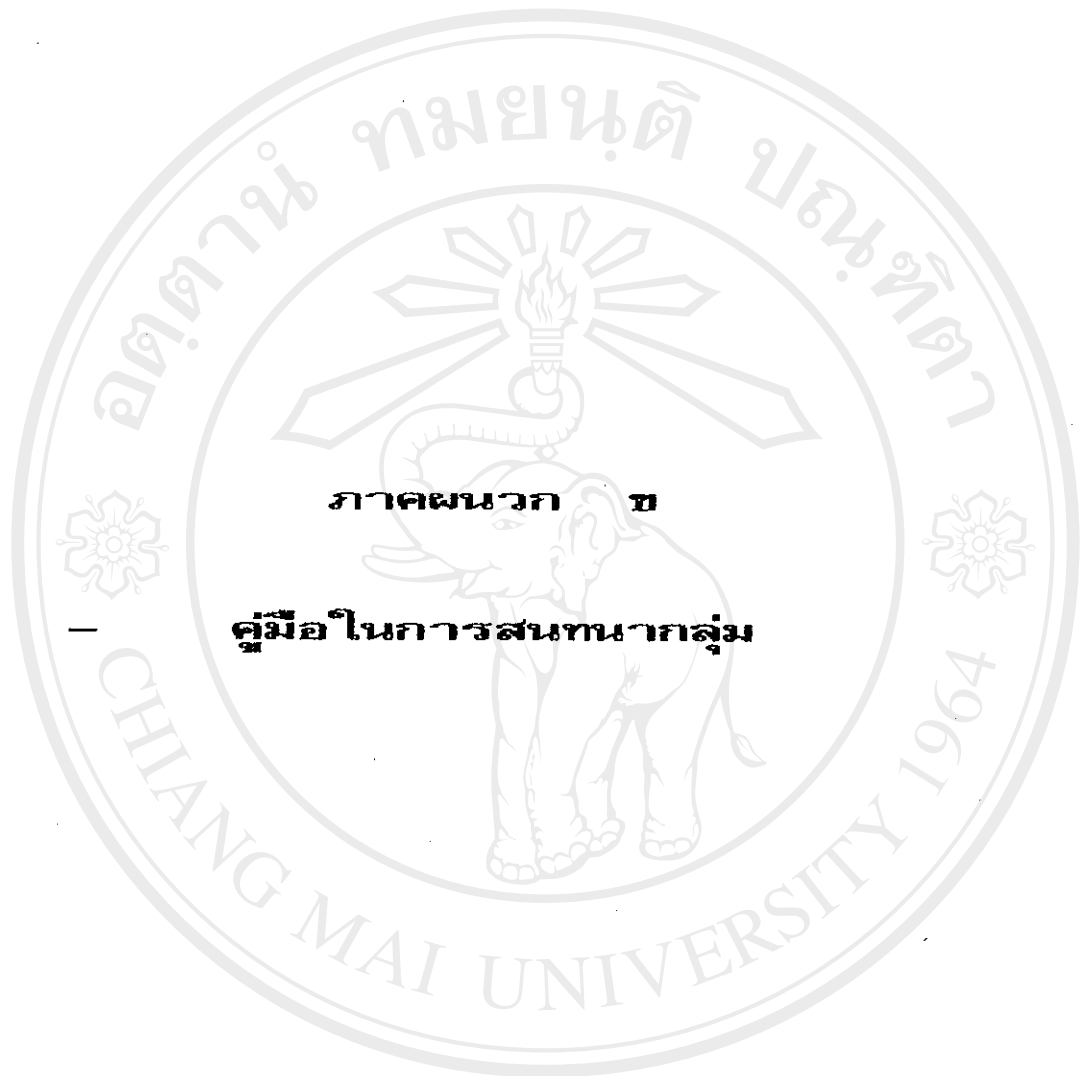 อตฺตานํ ทมยนฺติ ปณฺฑิตา
ภาคผนวก ข
– คู่มือในการสนทนากลุ่ม
CHIANG MAI UNIVERSITY 1964